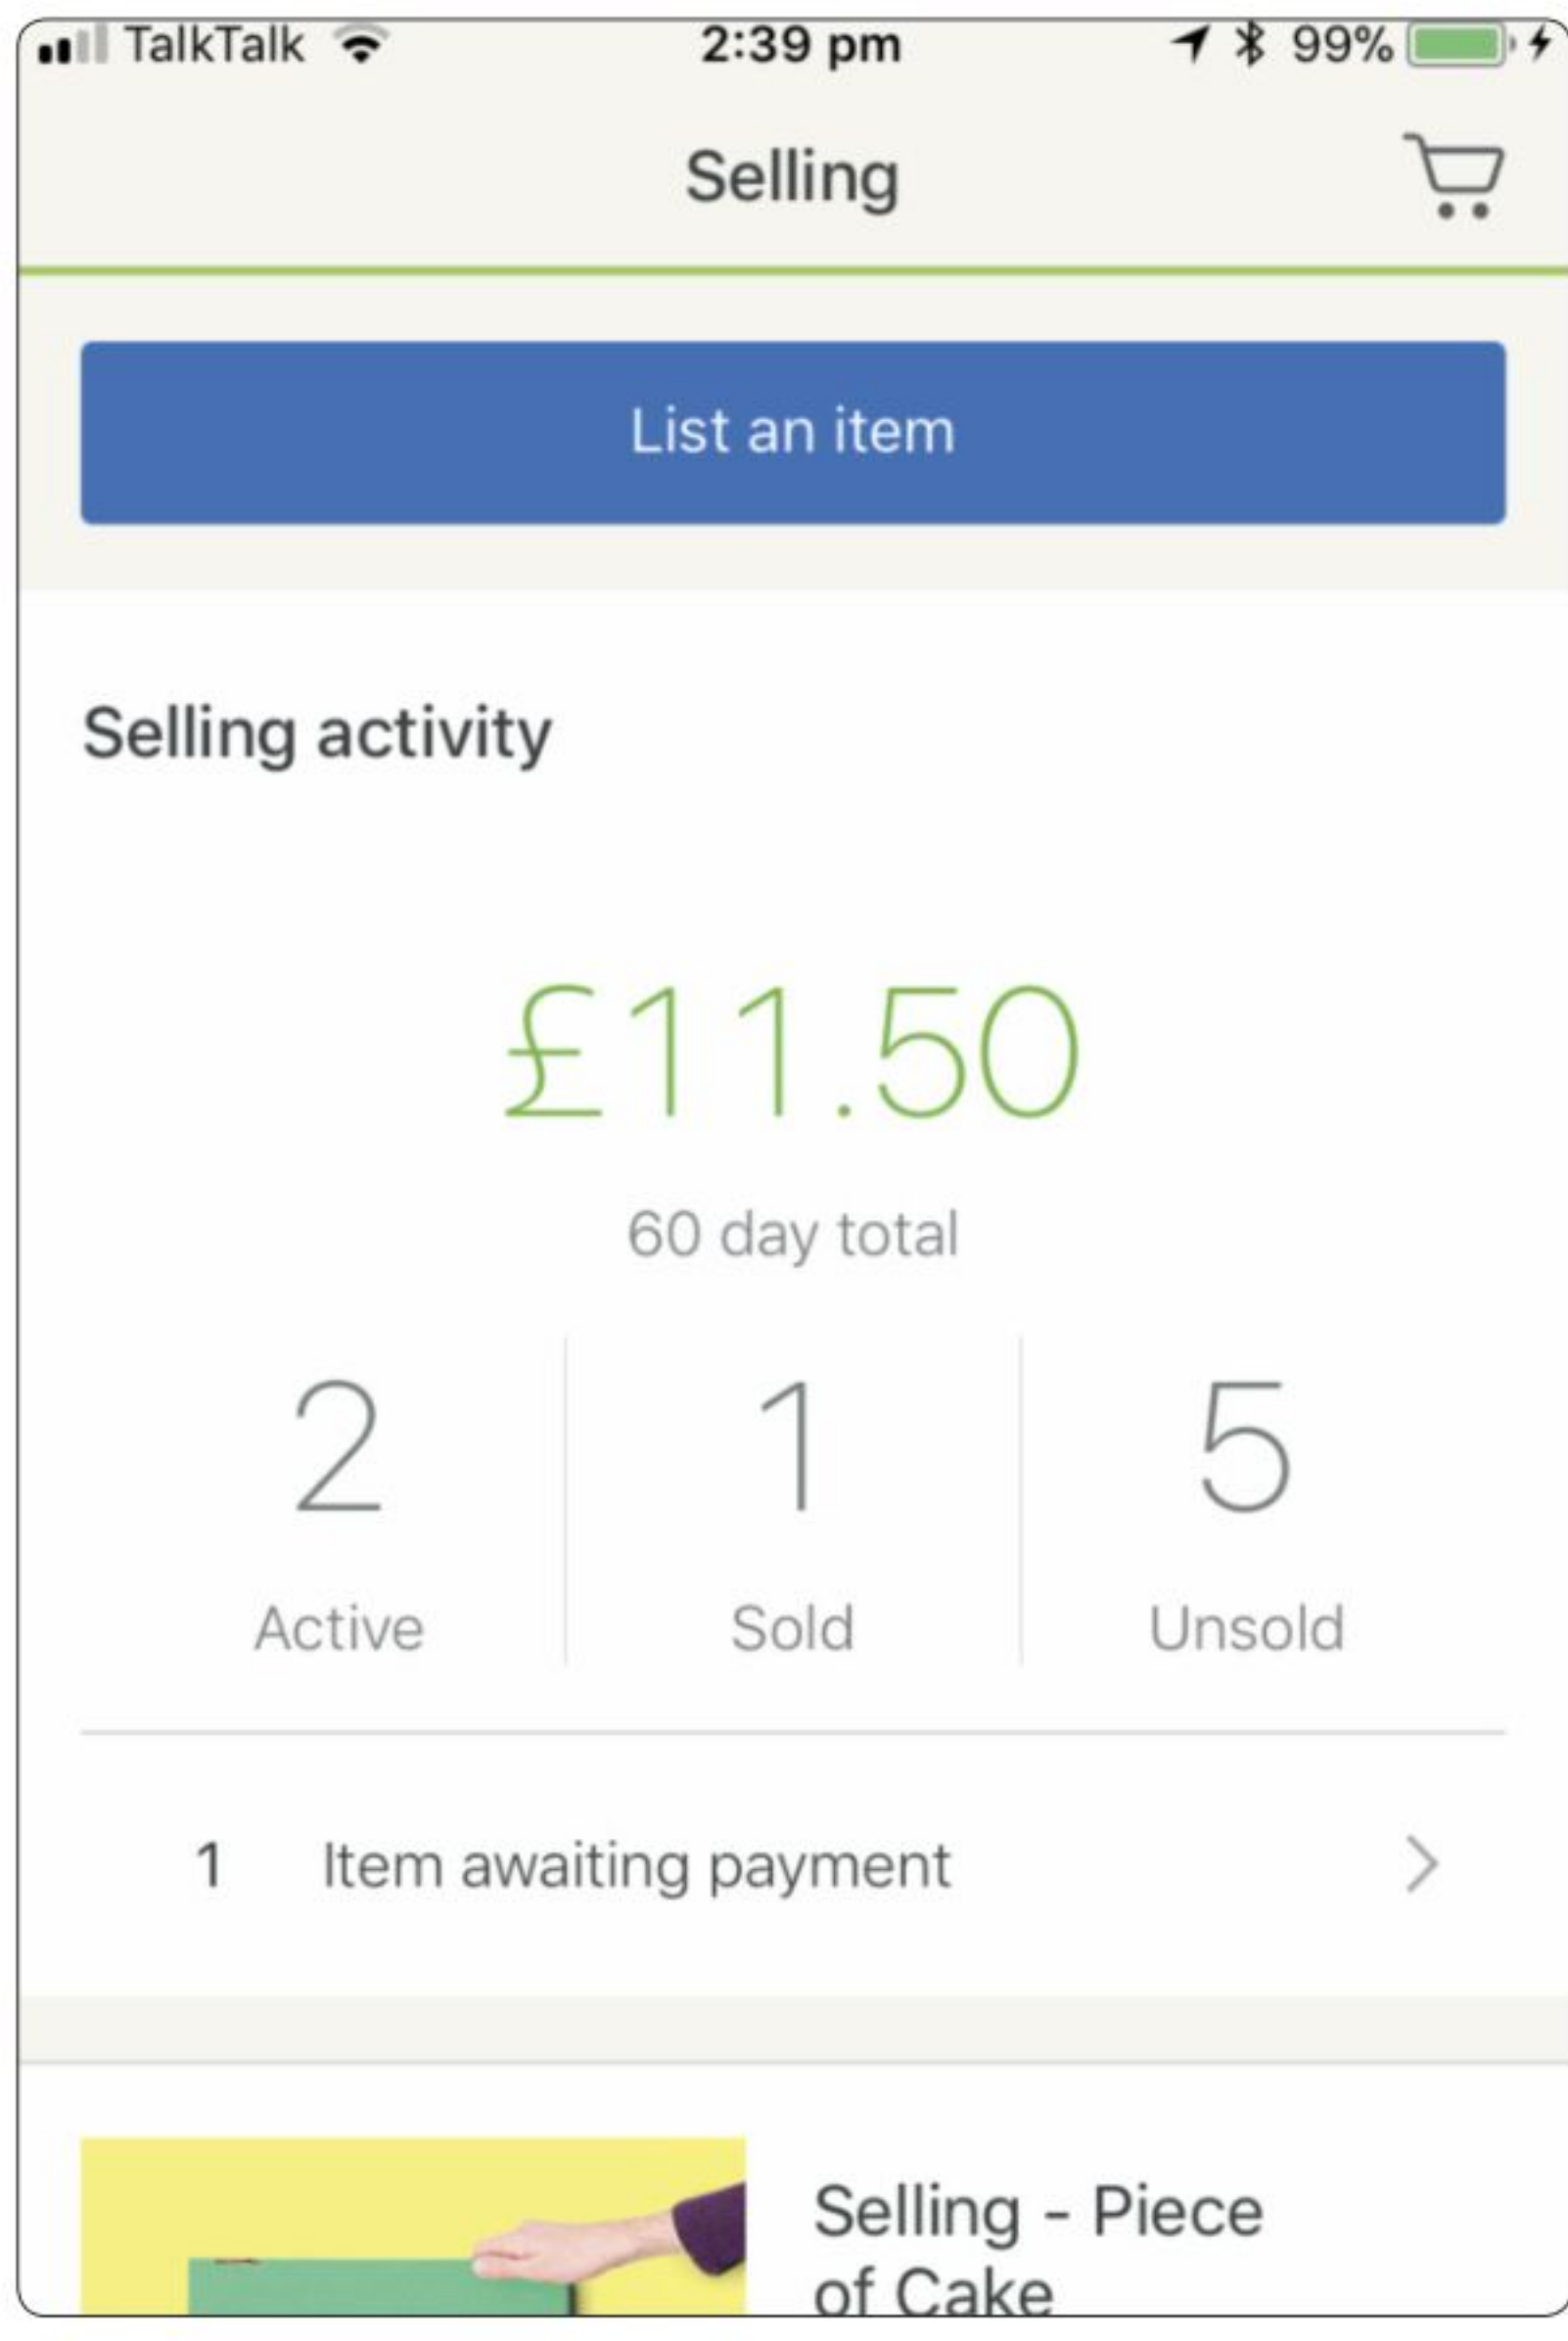 TalkTalk 2:39 pm 99%
Selling
List an item
Selling activity
£11.50
60 day total
2 1 5
Active Sold Unsold
1 Item awaiting payment
Selling - Piece
of Cake